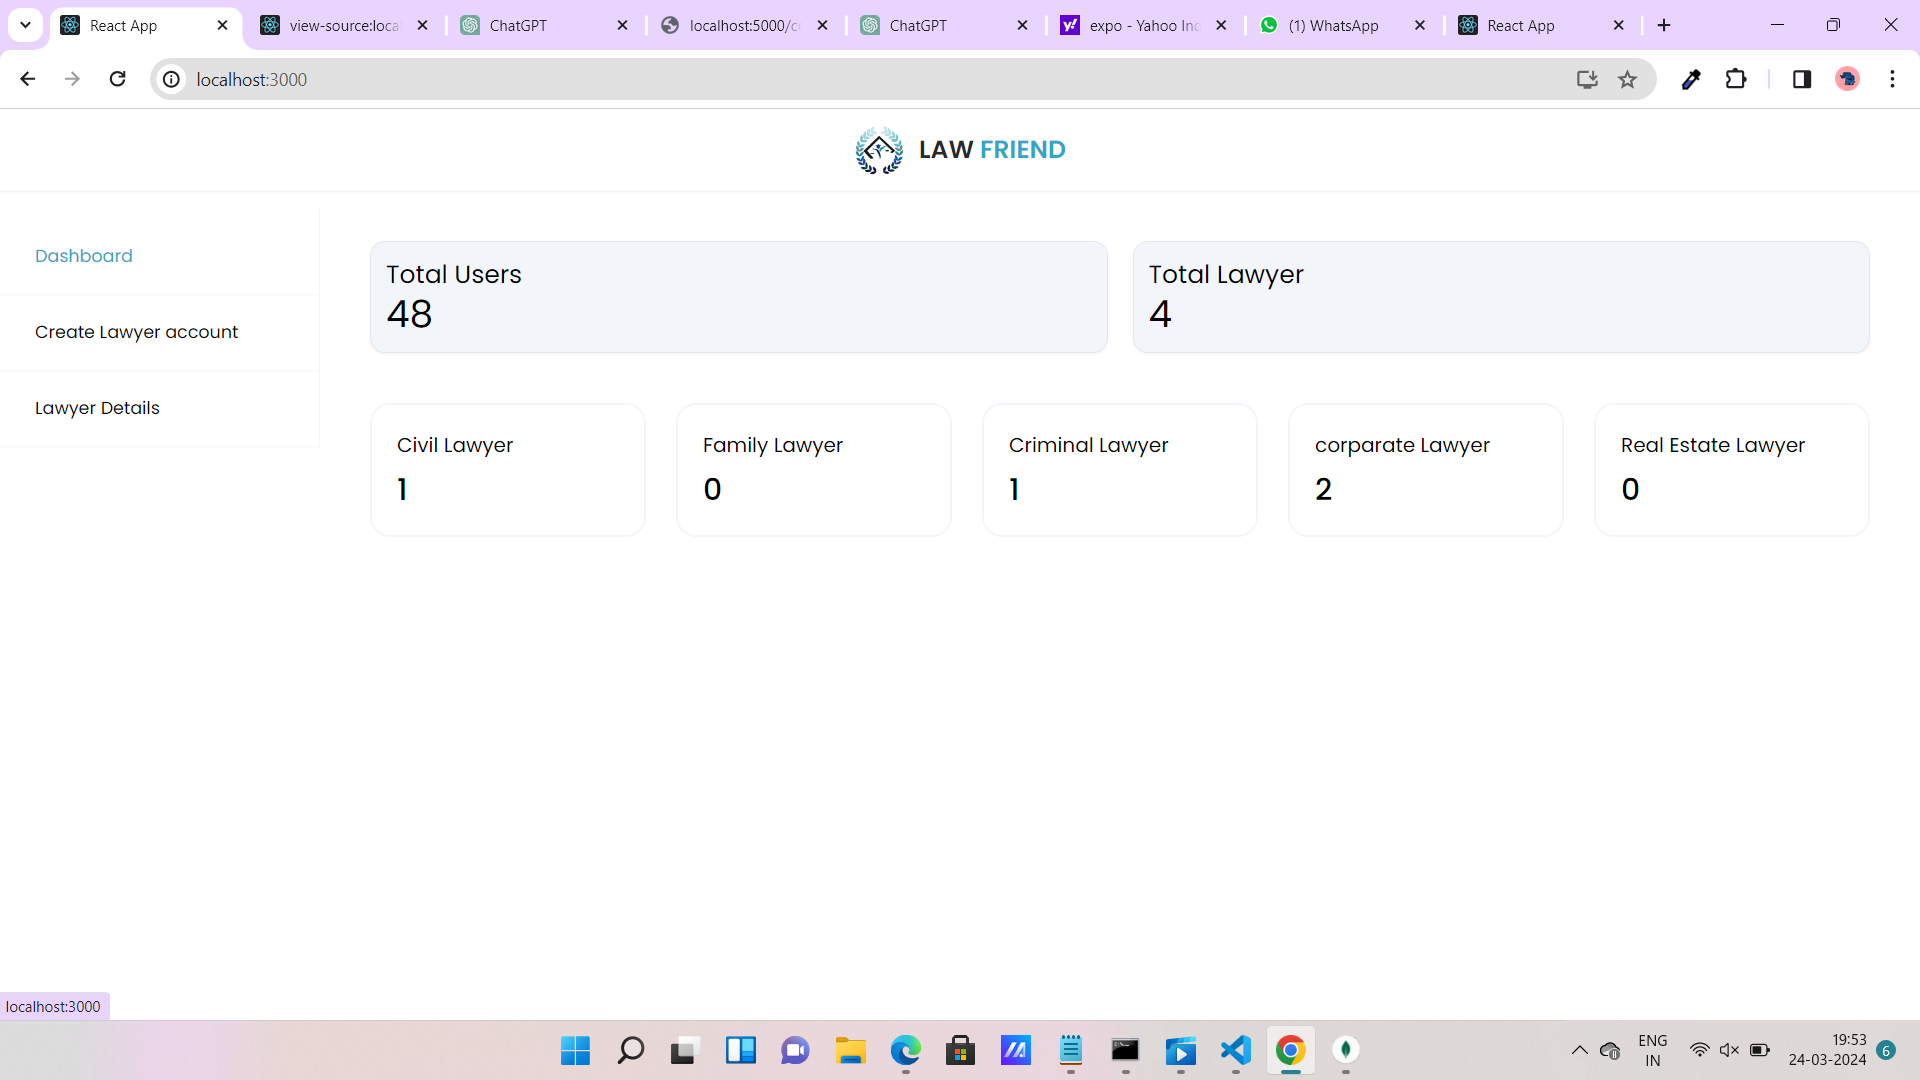 React App
view-source:loca
ChatGPT
localhost:5000/c
ChatGPT
expo - Yahoo Inc
(1) WhatsApp
React App
localhost:3000
LAW FRIEND
Dashboard
Create Lawyer account
Lawyer Details
Total Users
48
Total Lawyer
4
Civil Lawyer
1
Family Lawyer
0
Criminal Lawyer
1
corparate Lawyer
2
Real Estate Lawyer
0
localhost:3000
ENG
IN
19:53
24-03-2024
6